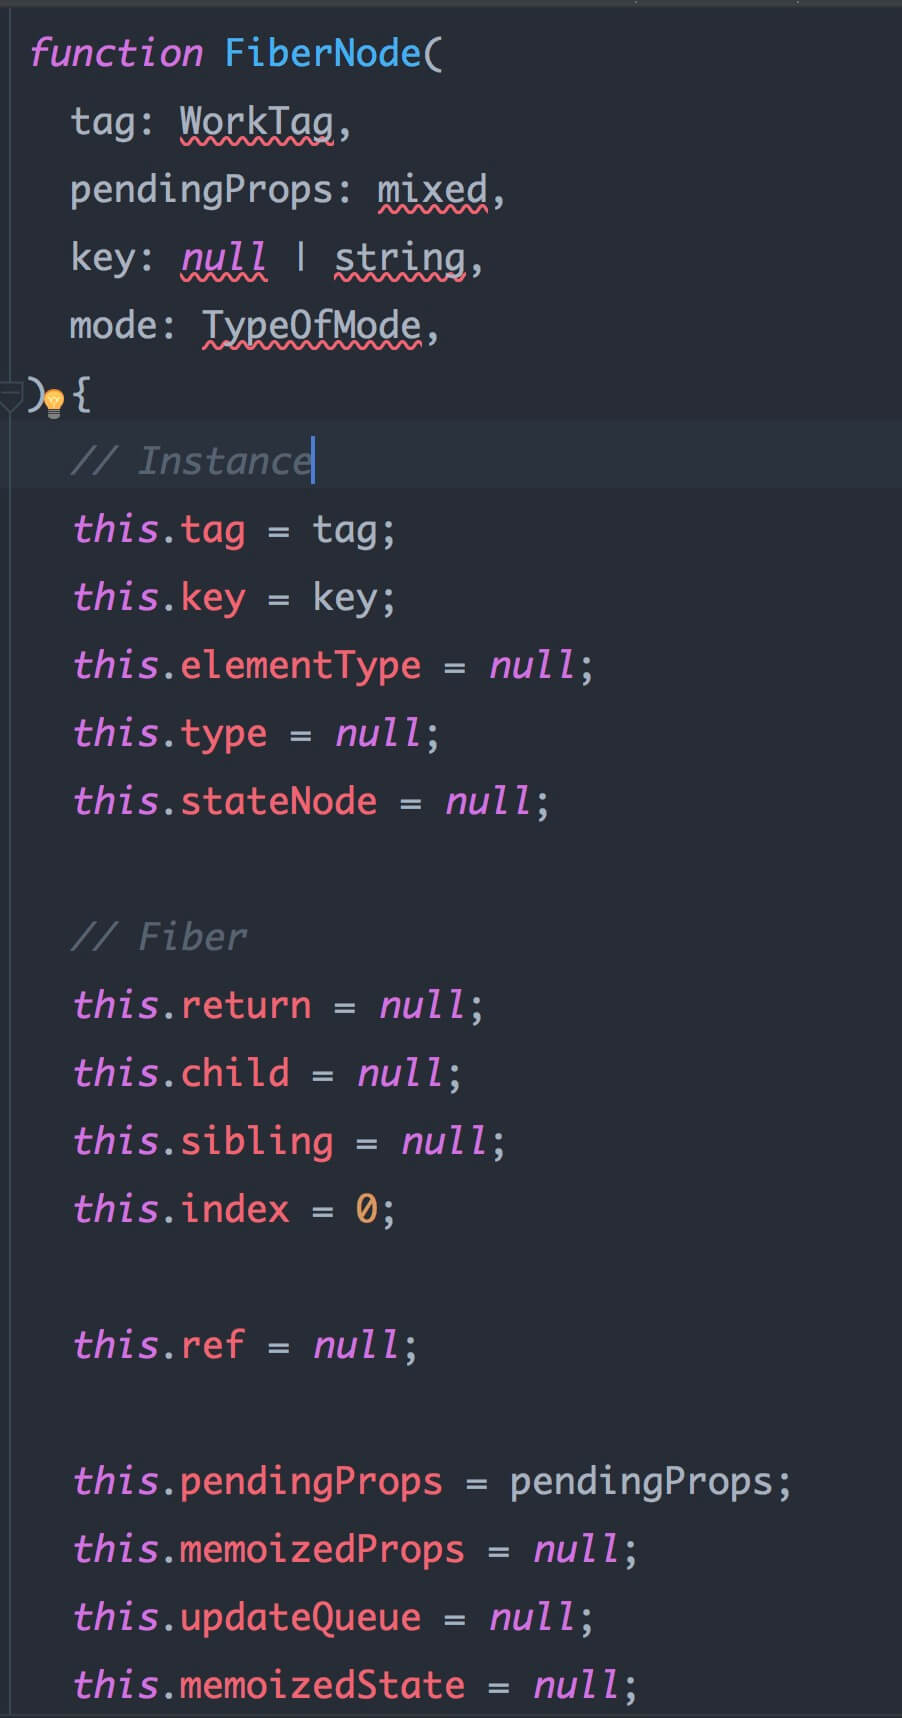 function FiberNode(
tag: WorkTag,
pendingProps: mixed,
key: null | string,
mode: TypeOfMode,
) {
// Instance
this.tag = tag;
this.key = key;
this.elementType = null;
this.type = null;
this.stateNode = null;
// Fiber
this.return = null;
this.child = null;
this.sibling = null;
this.index = 0;
this.ref = null;
this.pendingProps = pendingProps;
this.memoizedProps = null;
this.updateQueue = null;
this.memoizedState = null;